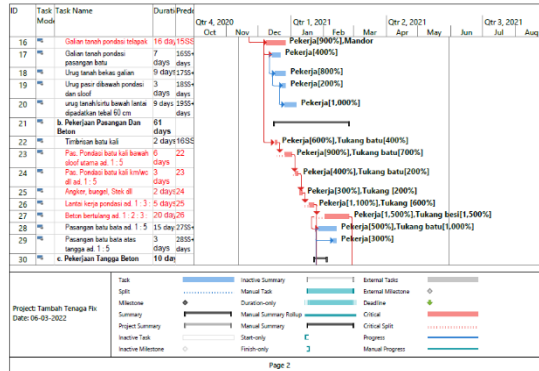 ID Task Mode Task Name Durati Prede Qtr 4, 2020 Qtr 1, 2021 Qtr 2, 2021 Qtr 3, 2021
Oct Nov Dec Jan Feb Mar Apr May Jun Jul Aug
16 Galian tanah pondasi telapak 16 day 15SS Pekerja[900%],Mandor
17 Galian tanah pondasi pasangan batu 7 days 16SS+ Pekerja[400%]
18 Urug tanah bekas galian 9 day 17SS+ Pekerja[800%]
19 Urug pasir dibawah pondasi dan sloof 3 days 18SS+ Pekerja[200%]
20 urug tanah/sirtu bawah lantai dipadatkan tebal 60 cm 9 days 19SS+ Pekerja[1,000%]
21 b. Pekerjaan Pasangan Dan Beton 61 days
22 Timbrisan batu kali 2 days 16SS Pekerja[600%],Tukang batu[400%]
23 Pas. Pondasi batu kali bawah sloof utama ad. 1 : 5 6 days 22 Pekerja[900%],Tukang batu[700%]
24 Pas. Pondasi batu kali km/wc dll ad. 1 : 5 3 days 23 Pekerja[400%],Tukang batu[200%]
25 Angker, bungel, Stek dll 2 days 24 Pekerja[300%],Tukang [200%]
26 Lantai kerja pondasi ad. 1 : 3 : 5 days 25 Pekerja[1,100%],Tukang [600%]
27 Beton bertulang ad. 1 : 2 : 3 : 20 day 26 Pekerja[1,500%],Tukang besi[1,500%]
28 Pasangan batu bata ad. 1 : 5 15 day 27SS+ Pekerja[500%],Tukang batu[1,000%]
29 Pasangan batu bata atas tangga ad. 1 : 5 3 days 28SS+ Pekerja[300%]
30 c. Pekerjaan Tangga Beton 10 day
Project: Tambah Tenaga Fix
Date: 06-03-2022
Task Inactive Summary External Tasks
Split Manual Task External Milestone
Milestone Duration-only Deadline
Summary Manual Summary Rollup Critical
Project Summary Manual Summary Critical Split
Inactive Task Start-only Progress
Inactive Milestone Finish-only Manual Progress
Page 2